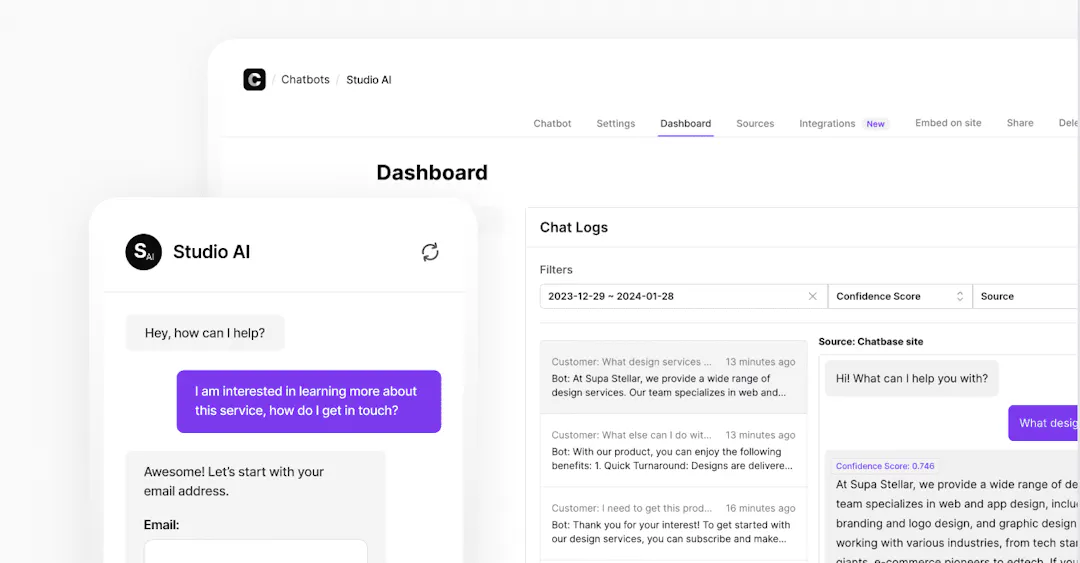 C / Chatbots / Studio AI
Chatbot Settings Dashboard Sources Integrations New Embed on site Share
Dashboard
SAI Studio AI
Hey, how can I help?
I am interested in learning more about
this service, how do I get in touch?
Awesome! Let's start with your
email address.
Email:
Chat Logs
Filters
2023-12-29 ~ 2024-01-28
Confidence Score
Source
Customer: What design services ... 13 minutes ago
Bot: At Supa Stellar, we provide a wide range of
design services. Our team specializes in web and...
Customer: What else can I do wit... 13 minutes ago
Bot: With our product, you can enjoy the following
benefits: 1. Quick Turnaround: Designs are delivere...
Customer: I need to get this prod... 16 minutes ago
Bot: Thank you for your interest! To get started with
our design services, you can subscribe and make...
Source: Chatbase site
Hi! What can I help you with?
What desig
Confidence Score: 0.746
At Supa Stellar, we provide a wide range of de
team specializes in web and app design, inclu
branding and logo design, and graphic design
working with various industries, from tech star
giants, e-commerce pioneers to edtech. If you